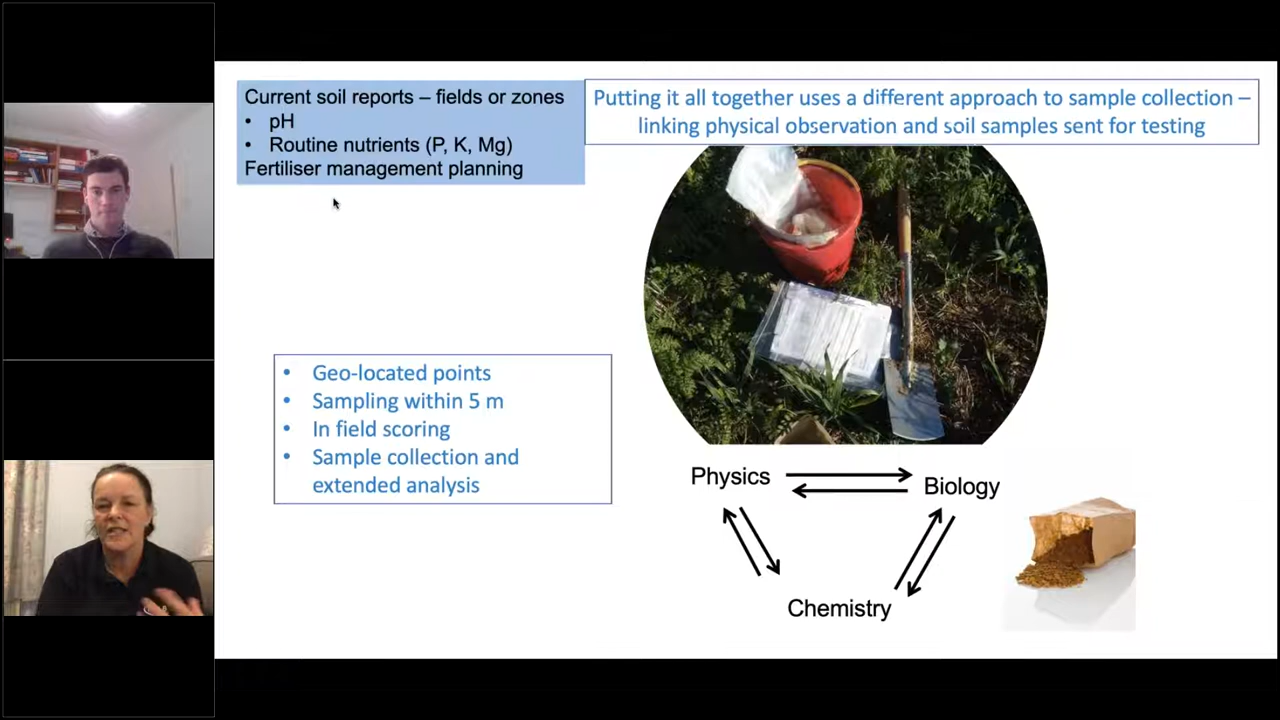 Current soil reports – fields or zones
• pH
• Routine nutrients (P, K, Mg)
Fertiliser management planning
Putting it all together uses a different approach to sample collection –
linking physical observation and soil samples sent for testing
• Geo-located points
• Sampling within 5 m
• In field scoring
• Sample collection and
extended analysis
Physics
Biology
Chemistry